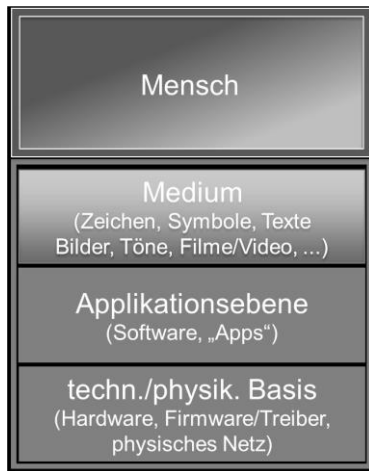 Mensch
Medium
(Zeichen, Symbole, Texte
Bilder, Töne, Filme/Video, ...)
Applikationsebene
(Software, „Apps“)
techn./physik. Basis
(Hardware, Firmware/Treiber,
physisches Netz)